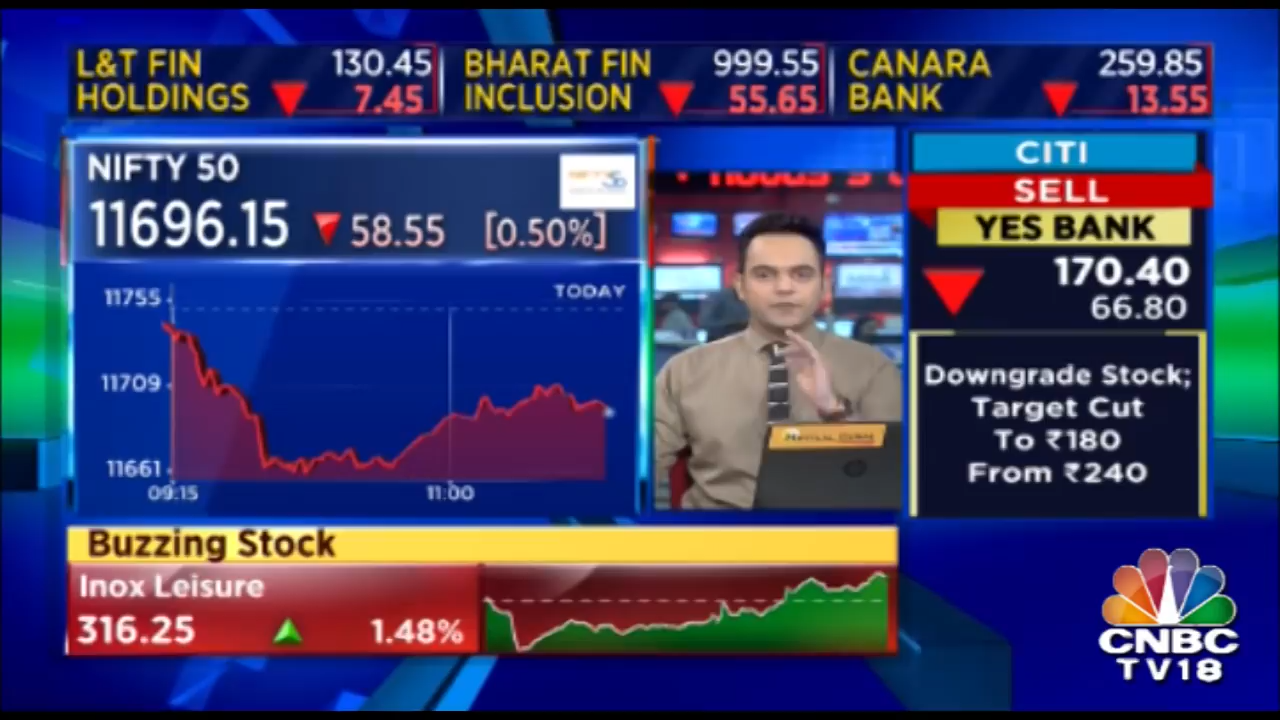 L&T FIN HOLDINGS
130.45
7.45
BHARAT FIN INCLUSION
999.55
55.65
CANARA BANK
259.85
13.55
NIFTY 50
11696.15 58.55 [0.50%]
TODAY
11755
11709
11661
09:15 11:00
CITI
SELL
YES BANK
170.40
66.80
Downgrade Stock;
Target Cut
To ₹180
From ₹240
Buzzing Stock
Inox Leisure
316.25 1.48%
CNBC
TV18